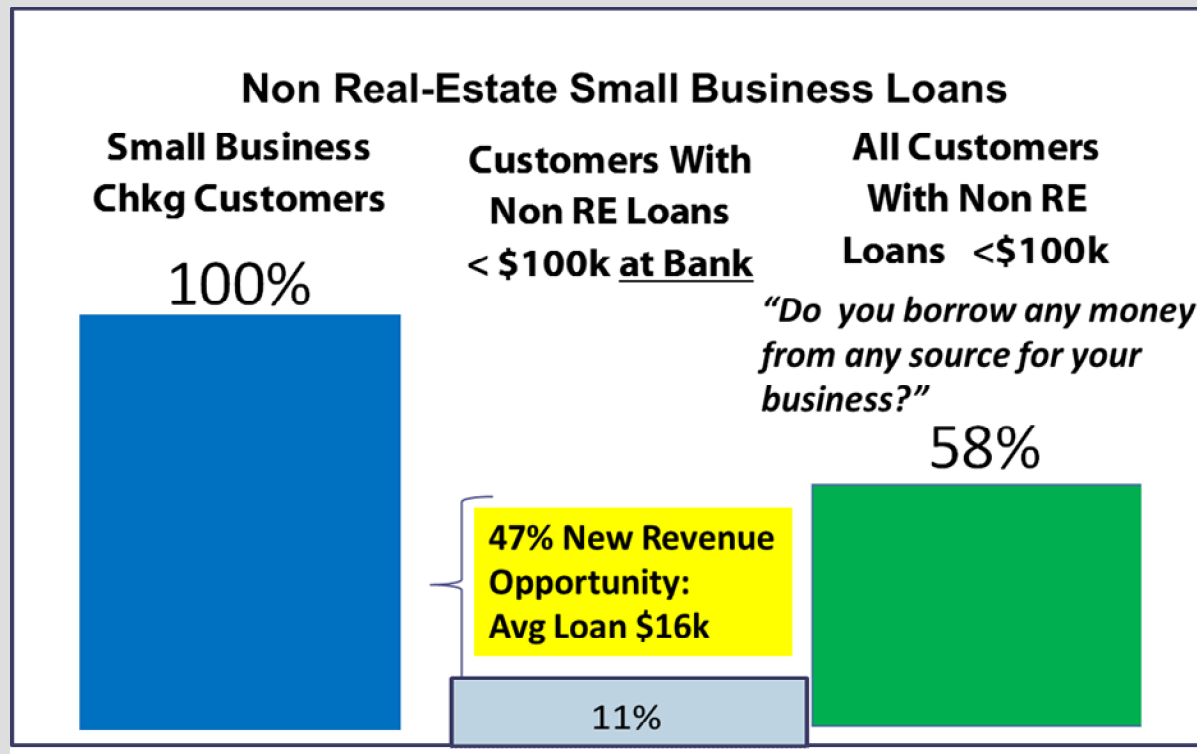 Non Real-Estate Small Business Loans
Small Business
Chkg Customers
100%
Customers With
Non RE Loans
< $100k at Bank
All Customers
With Non RE
Loans <$100k
“Do you borrow any money
from any source for your
business?”
58%
47% New Revenue
Opportunity:
Avg Loan $16k
11%